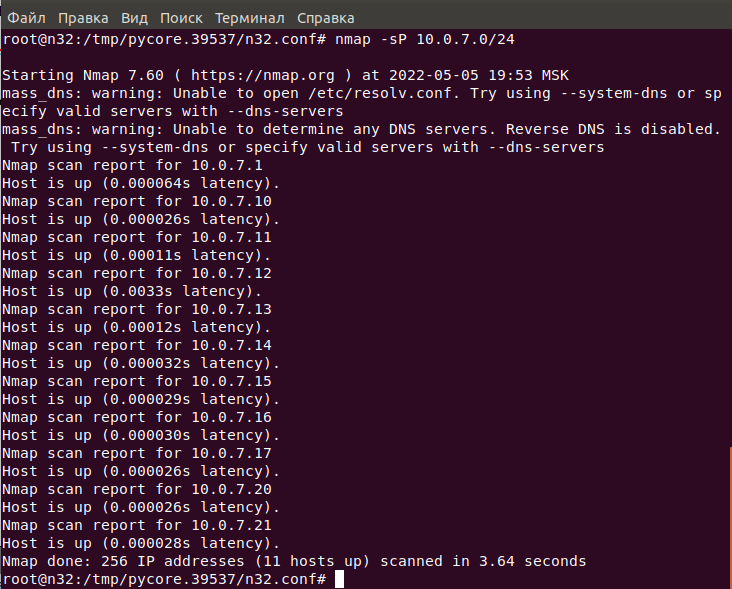 Файл Правка Вид Поиск Терминал Справка
root@n32:/tmp/pycore.39537/n32.conf# nmap -sP 10.0.7.0/24
Starting Nmap 7.60 ( https://nmap.org ) at 2022-05-05 19:53 MSK
mass_dns: warning: Unable to open /etc/resolv.conf. Try using --system-dns or sp
ecify valid servers with --dns-servers
mass_dns: warning: Unable to determine any DNS servers. Reverse DNS is disabled.
 Try using --system-dns or specify valid servers with --dns-servers
Nmap scan report for 10.0.7.1
Host is up (0.000064s latency).
Nmap scan report for 10.0.7.10
Host is up (0.000026s latency).
Nmap scan report for 10.0.7.11
Host is up (0.00011s latency).
Nmap scan report for 10.0.7.12
Host is up (0.0033s latency).
Nmap scan report for 10.0.7.13
Host is up (0.00012s latency).
Nmap scan report for 10.0.7.14
Host is up (0.000032s latency).
Nmap scan report for 10.0.7.15
Host is up (0.000029s latency).
Nmap scan report for 10.0.7.16
Host is up (0.000030s latency).
Nmap scan report for 10.0.7.17
Host is up (0.000026s latency).
Nmap scan report for 10.0.7.20
Host is up (0.000026s latency).
Nmap scan report for 10.0.7.21
Host is up (0.000028s latency).
Nmap done: 256 IP addresses (11 hosts up) scanned in 3.64 seconds
root@n32:/tmp/pycore.39537/n32.conf#